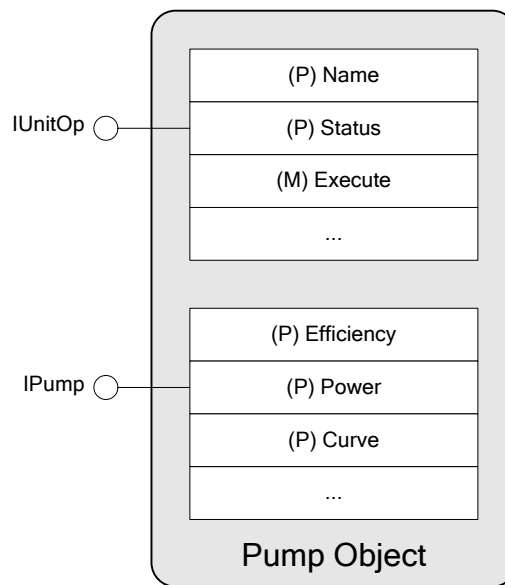 (P) Name
IUnitOp
(P) Status
(M) Execute
...
(P) Efficiency
IPump
(P) Power
(P) Curve
...
Pump Object